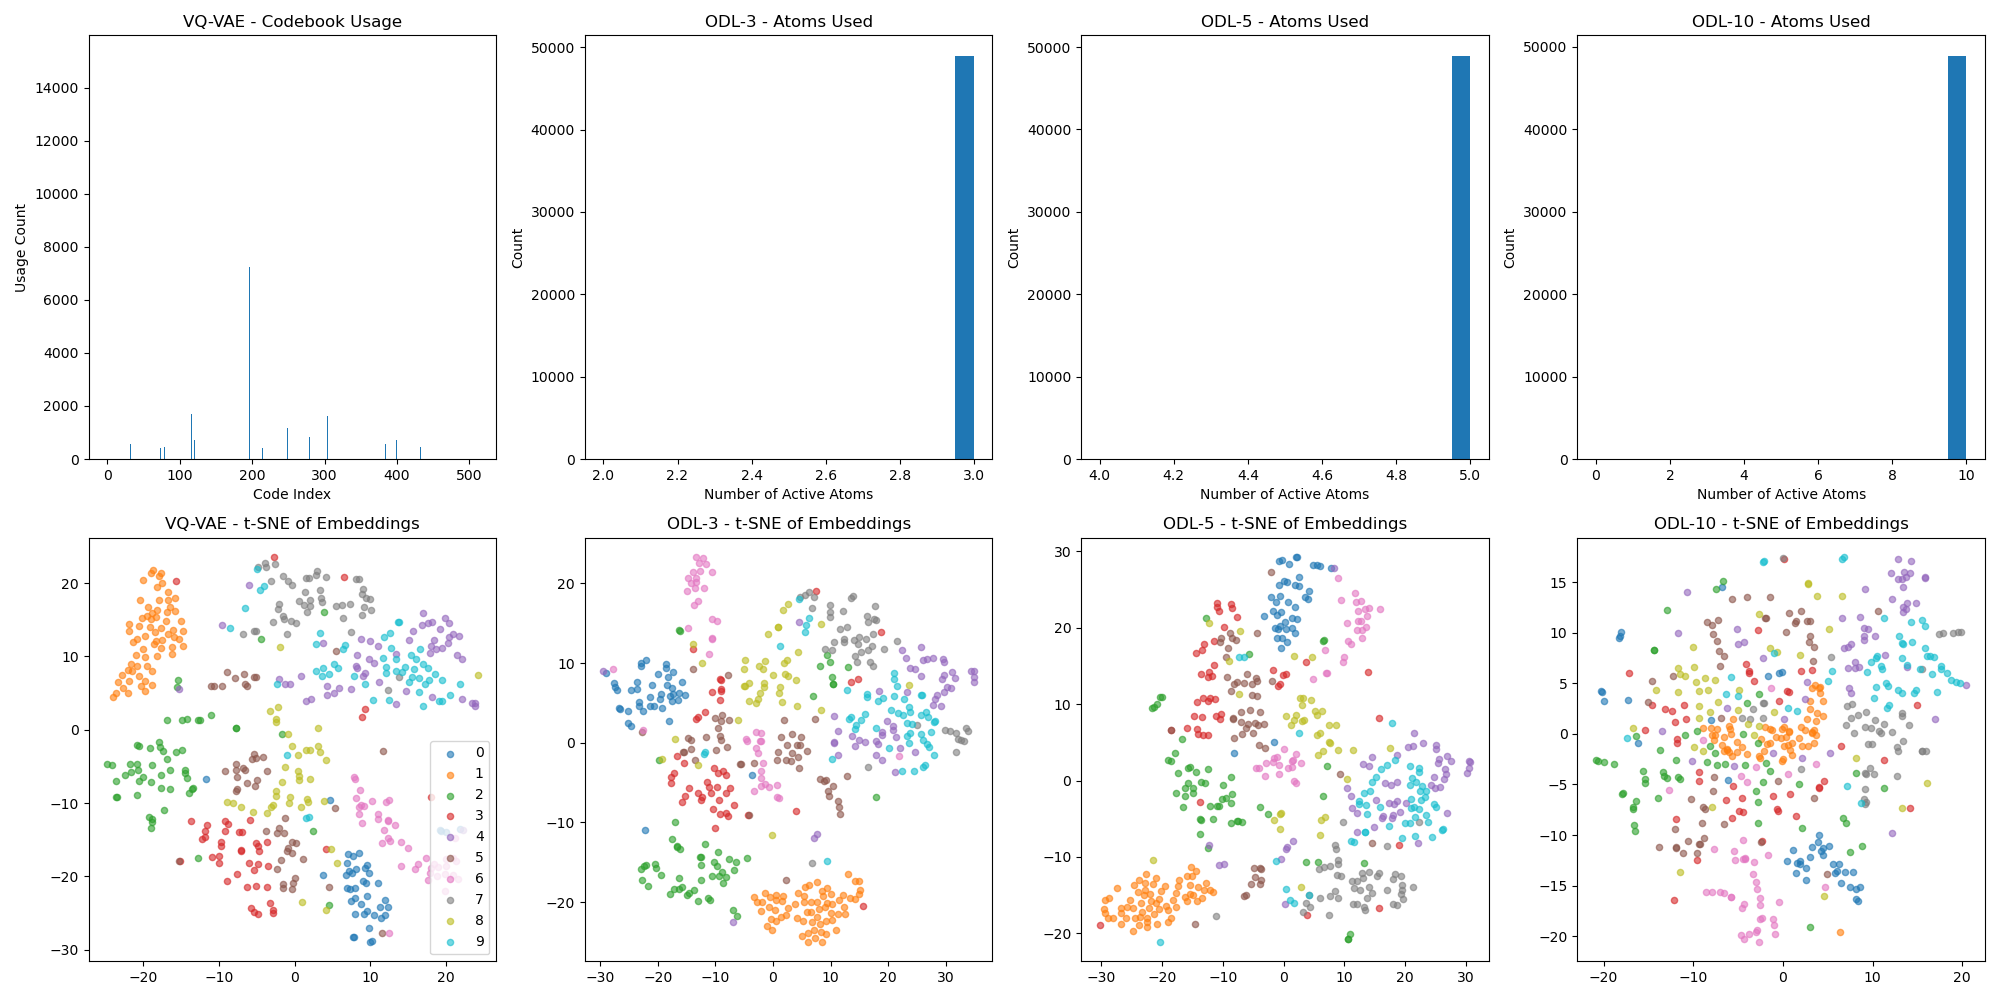 VQ-VAE - Codebook Usage
Usage Count
14000
12000
10000
8000
6000
4000
2000
0
0 100 200 300 400 500
Code Index
ODL-3 - Atoms Used
Count
50000
40000
30000
20000
10000
0
2.0 2.2 2.4 2.6 2.8 3.0
Number of Active Atoms
ODL-5 - Atoms Used
Count
50000
40000
30000
20000
10000
0
4.0 4.2 4.4 4.6 4.8 5.0
Number of Active Atoms
ODL-10 - Atoms Used
Count
50000
40000
30000
20000
10000
0
0 2 4 6 8 10
Number of Active Atoms
VQ-VAE - t-SNE of Embeddings
20
10
0
−10
−20
−30
−20 −10 0 10 20
0
1
2
3
4
5
6
7
8
9
ODL-3 - t-SNE of Embeddings
20
10
0
−10
−20
−30 −20 −10 0 10 20 30
ODL-5 - t-SNE of Embeddings
30
20
10
0
−10
−20
−30 −20 −10 0 10 20 30
ODL-10 - t-SNE of Embeddings
15
10
5
0
−5
−10
−15
−20
−20 −10 0 10 20